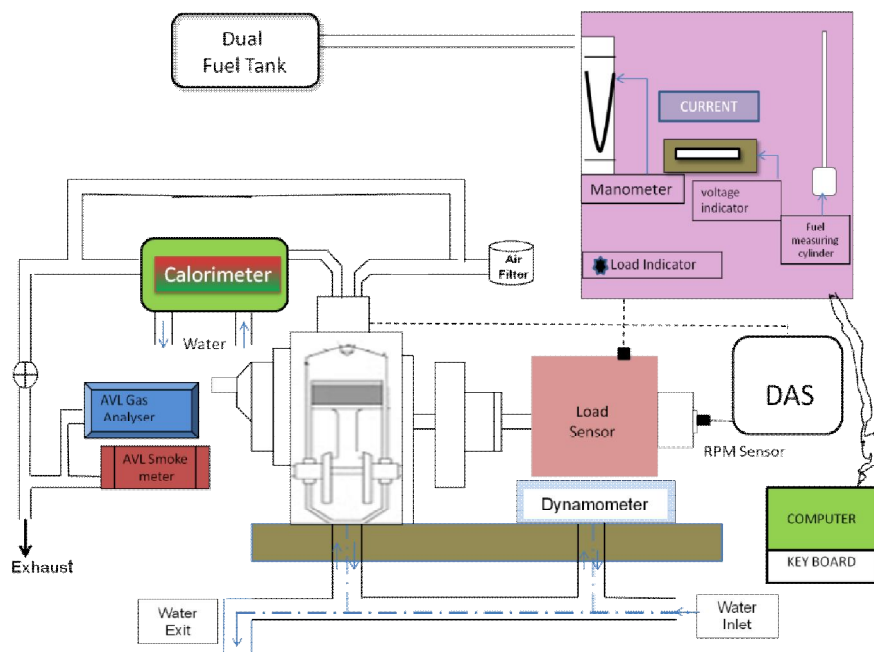 Dual
Fuel Tank
CURRENT
Manometer
voltage
indicator
Fuel
measuring
cylinder
Load Indicator
Air
Filter
Calorimeter
Water
AVL Gas
Analyser
AVL Smoke
meter
Load
Sensor
DAS
RPM Sensor
Dynamometer
COMPUTER
KEY BOARD
Exhaust
Water
Exit
Water
Inlet